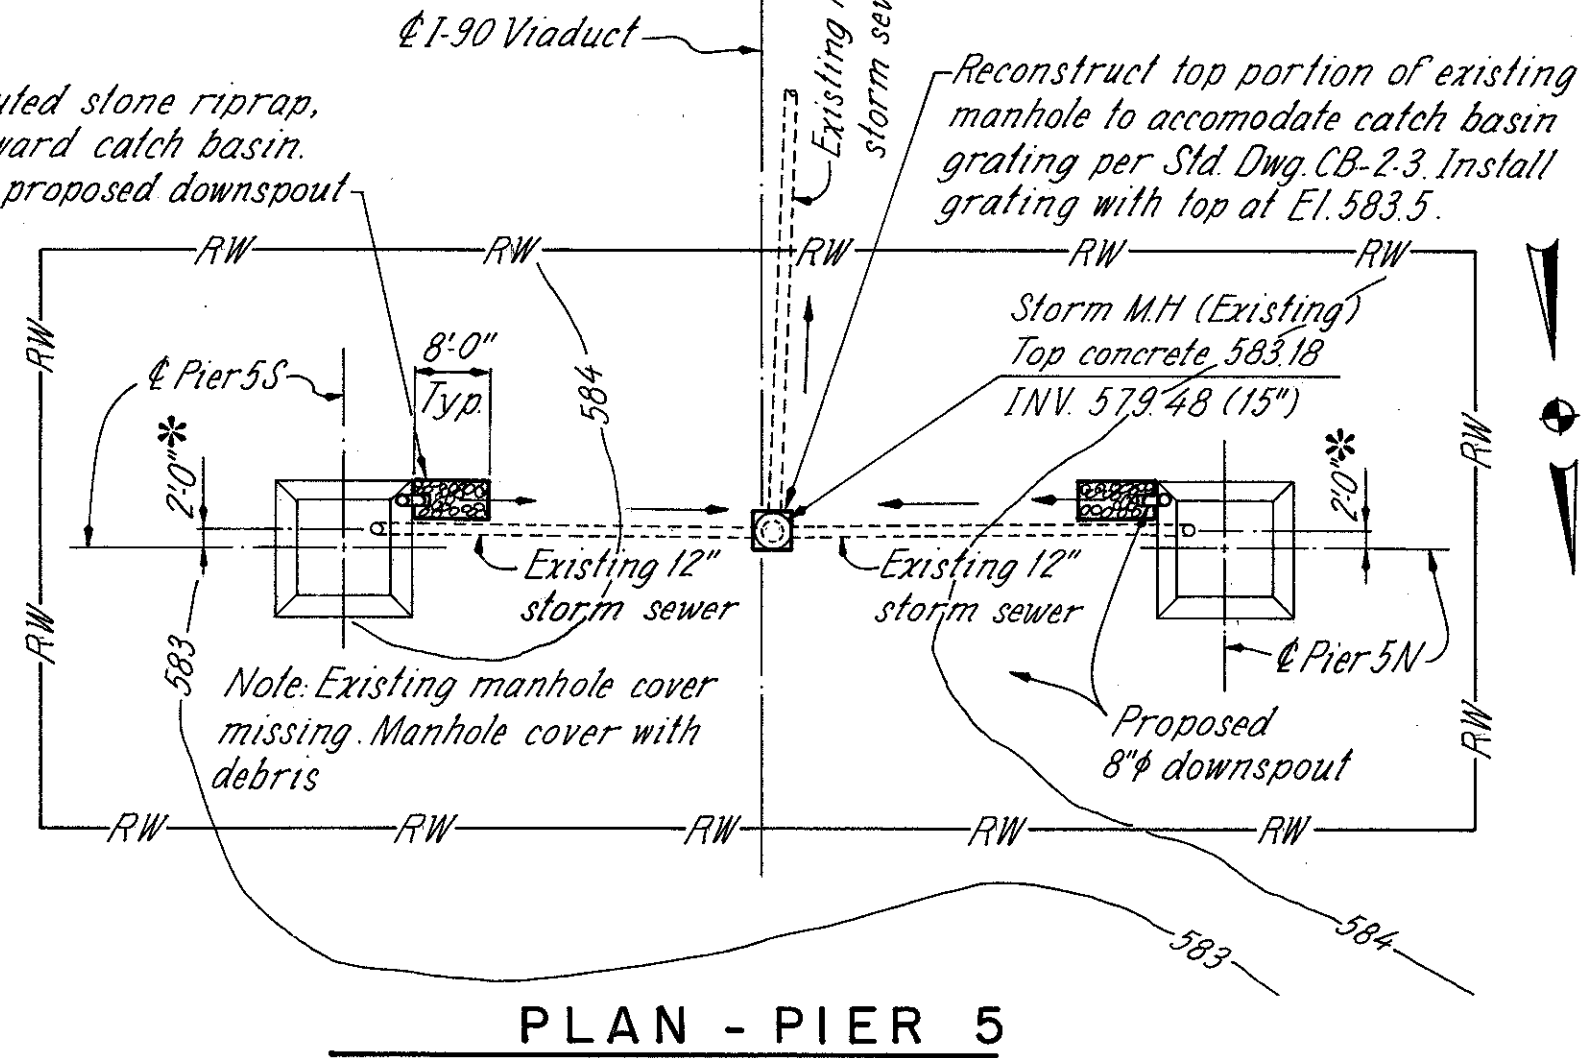 ℄ I-90 Viaduct
Existing
storm
stone riprap,
catch basin.
proposed downspout
Reconstruct top portion of existing
manhole to accomodate catch basin
grating per Std. Dwg. CB-2-3. Install
grating with top at El. 583.5.
RW RW RW RW RW
Storm M.H (Existing)
Top concrete 583.18
INV. 579.48 (15")
RW
℄ Pier 5S
8'-0"
Typ.
584
2'-0"*
2'-0"*
RW
Existing 12"
storm sewer
Existing 12"
storm sewer
RW
583
℄ Pier 5N
Note: Existing manhole cover
missing. Manhole cover with
debris
Proposed
8"ϕ downspout
RW
RW RW RW RW RW
583
584
PLAN - PIER 5